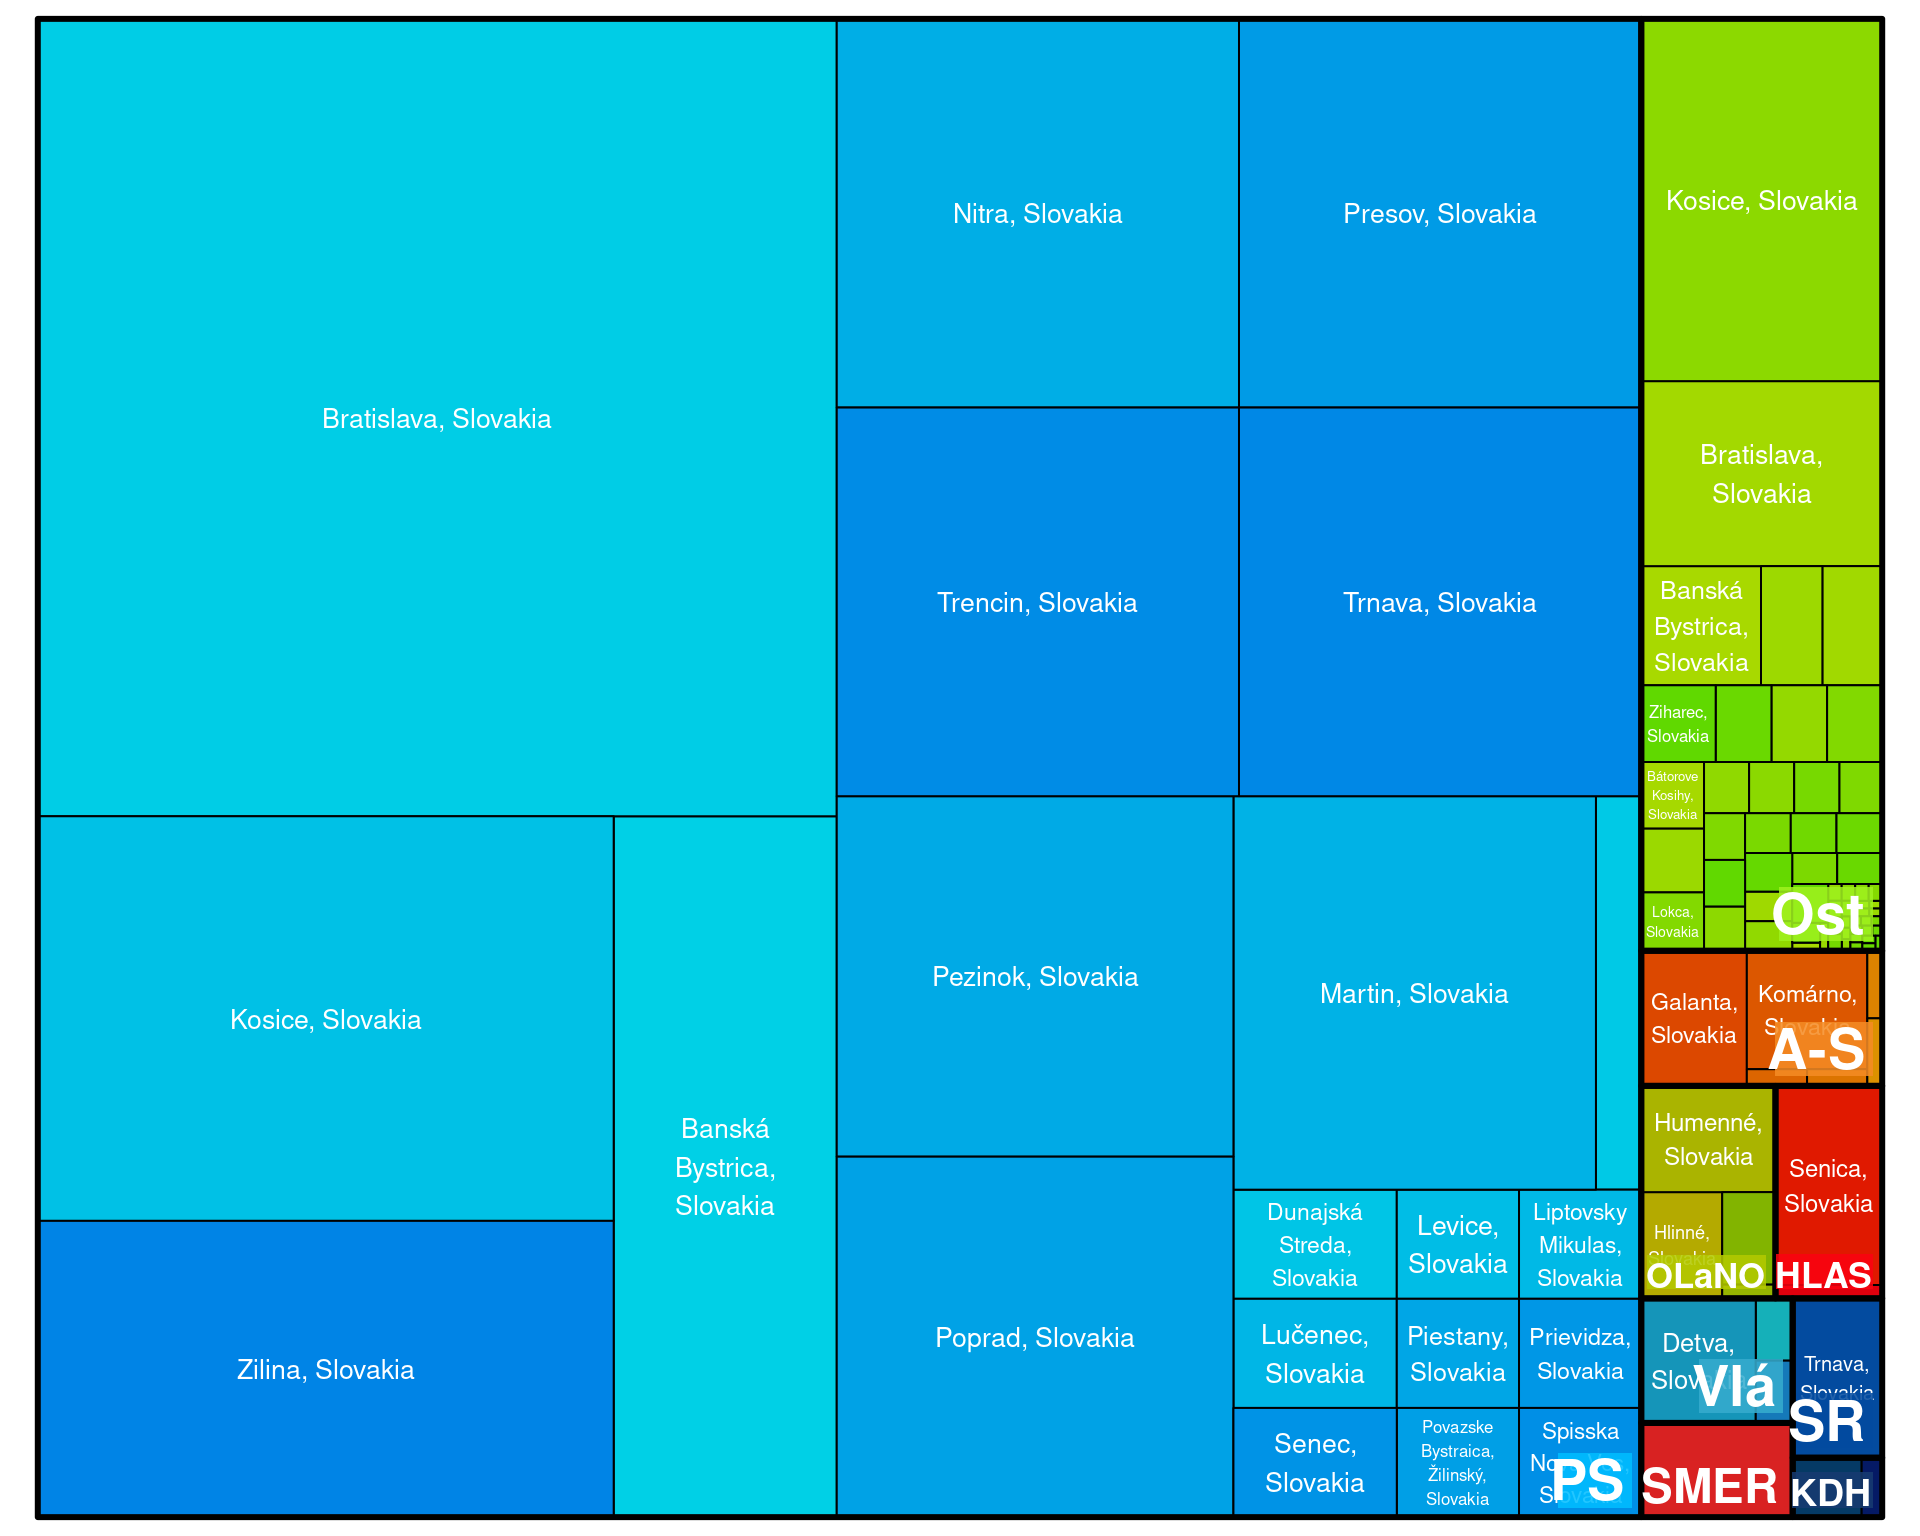 Bratislava, Slovakia
Kosice, Slovakia
Zilina, Slovakia
Banská
Bystrica,
Slovakia
Nitra, Slovakia
Presov, Slovakia
Trencin, Slovakia
Trnava, Slovakia
Pezinok, Slovakia
Poprad, Slovakia
Martin, Slovakia
Dunajská
Streda,
Slovakia
Levice,
Slovakia
Liptovsky
Mikulas,
Slovakia
Lučenec,
Slovakia
Piestany,
Slovakia
Prievidza,
Slovakia
Senec,
Slovakia
Povazske
Bystraica,
Žilinský,
Slovakia
Spisska
PS
Kosice, Slovakia
Bratislava,
Slovakia
Banská
Bystrica,
Slovakia
Ziharec,
Slovakia
Bátorove
Kosihy,
Slovakia
Lokca,
Slovakia
Ost
Galanta,
Slovakia
Komárno,
Slovakia
A-S
Humenné,
Slovakia
Hlinné,
Slovakia
OLaNO
Senica,
Slovakia
HLAS
Detva,
Vlá
Trnava,
Slovakia
SR
SMER
KDH